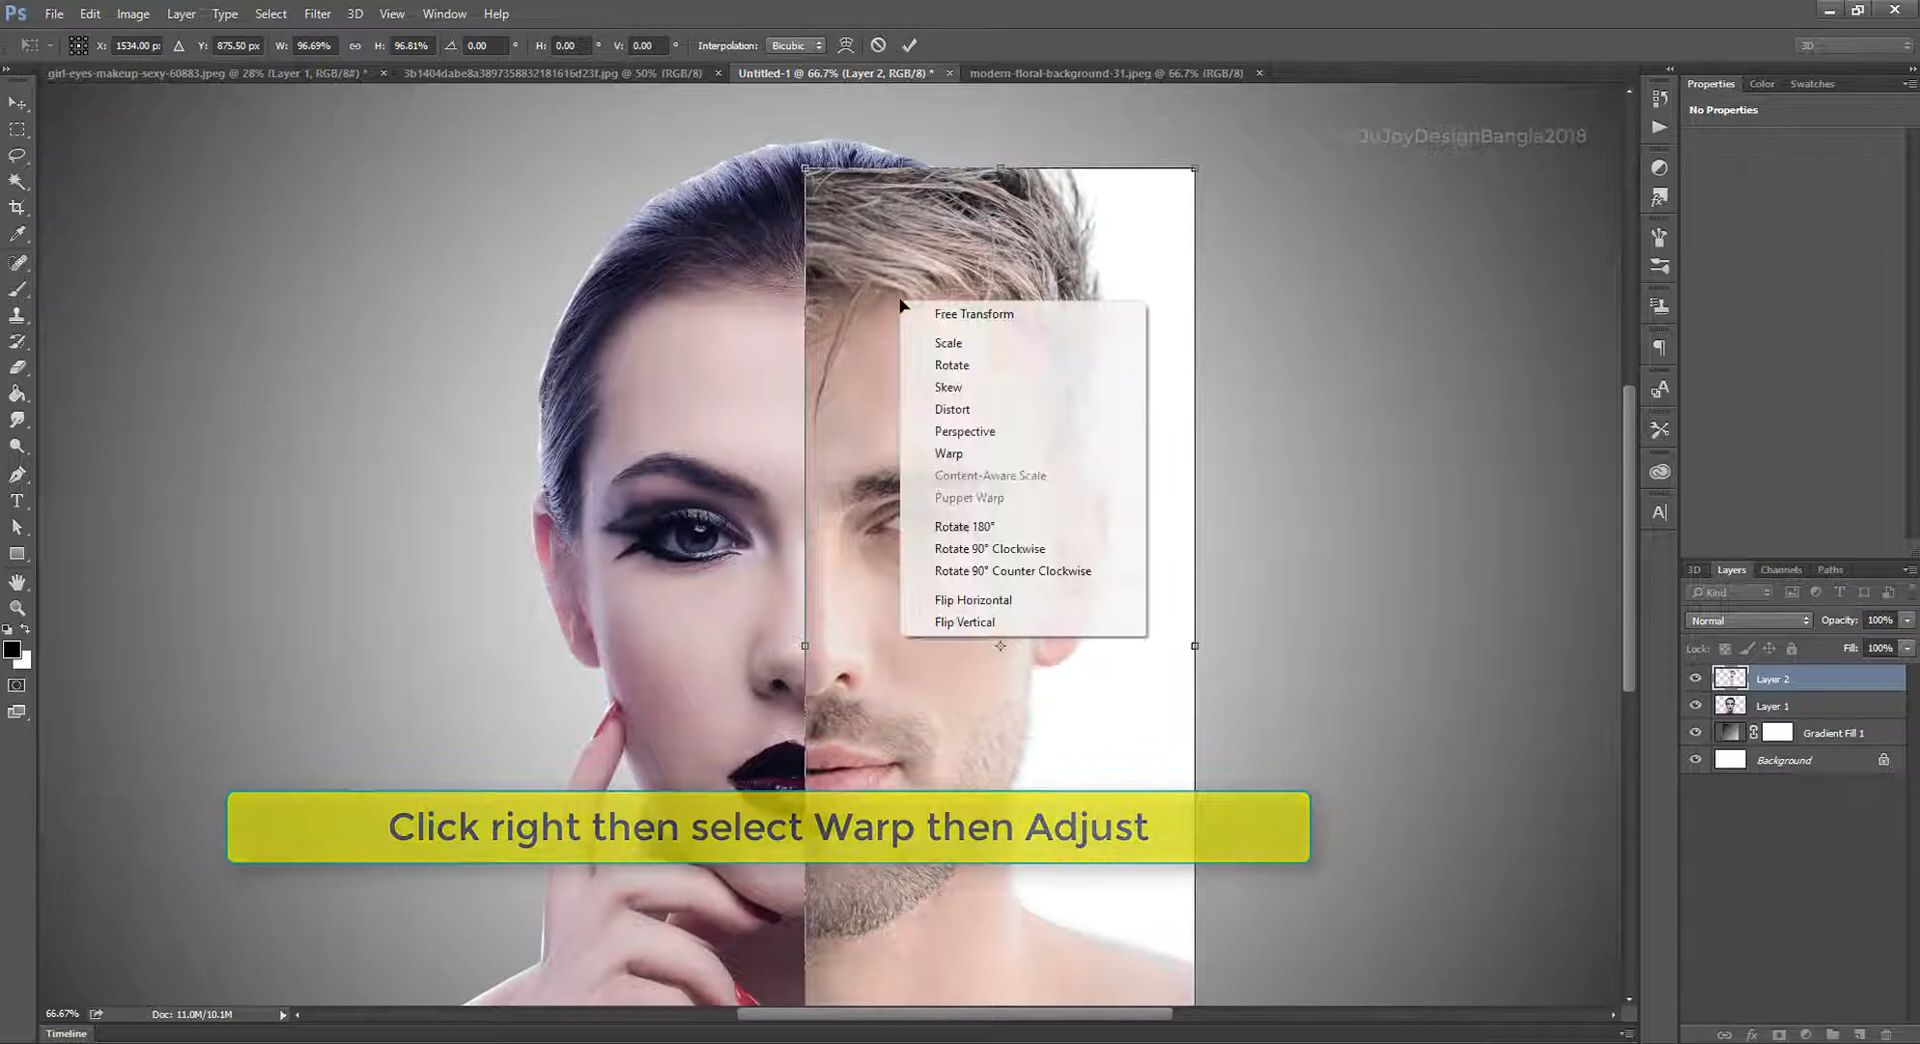 Ps File Edit Image Layer Type Select Filter 3D View Window Help
X: 1534.00 px Y: 875.50 px W: 96.69% H: 96.81% 0.00 ° H: 0.00 ° V: 0.00 ° Interpolation: Bicubic 3D
girl-eyes-makeup-sexy-60883.jpeg @ 28% (Layer 1, RGB/8#) * × 3b1404dabe8a3897358832181616d23f.jpg @ 50% (RGB/8) × Untitled-1 @ 66.7% (Layer 2, RGB/8) * × modern-floral-background-31.jpeg @ 66.7% (RGB/8) ×
Properties Color Swatches
No Properties
JuJoyDesignBangla2018
Free Transform
Scale
Rotate
Skew
Distort
Perspective
Warp
Content-Aware Scale
Puppet Warp
Rotate 180°
Rotate 90° Clockwise
Rotate 90° Counter Clockwise
Flip Horizontal
Flip Vertical
3D Layers Channels Paths
Kind
Normal Opacity: 100%
Lock: Fill: 100%
Layer 2
Layer 1
Gradient Fill 1
Background
Click right then select Warp then Adjust
66.67% Doc: 11.0M/10.1M
Timeline